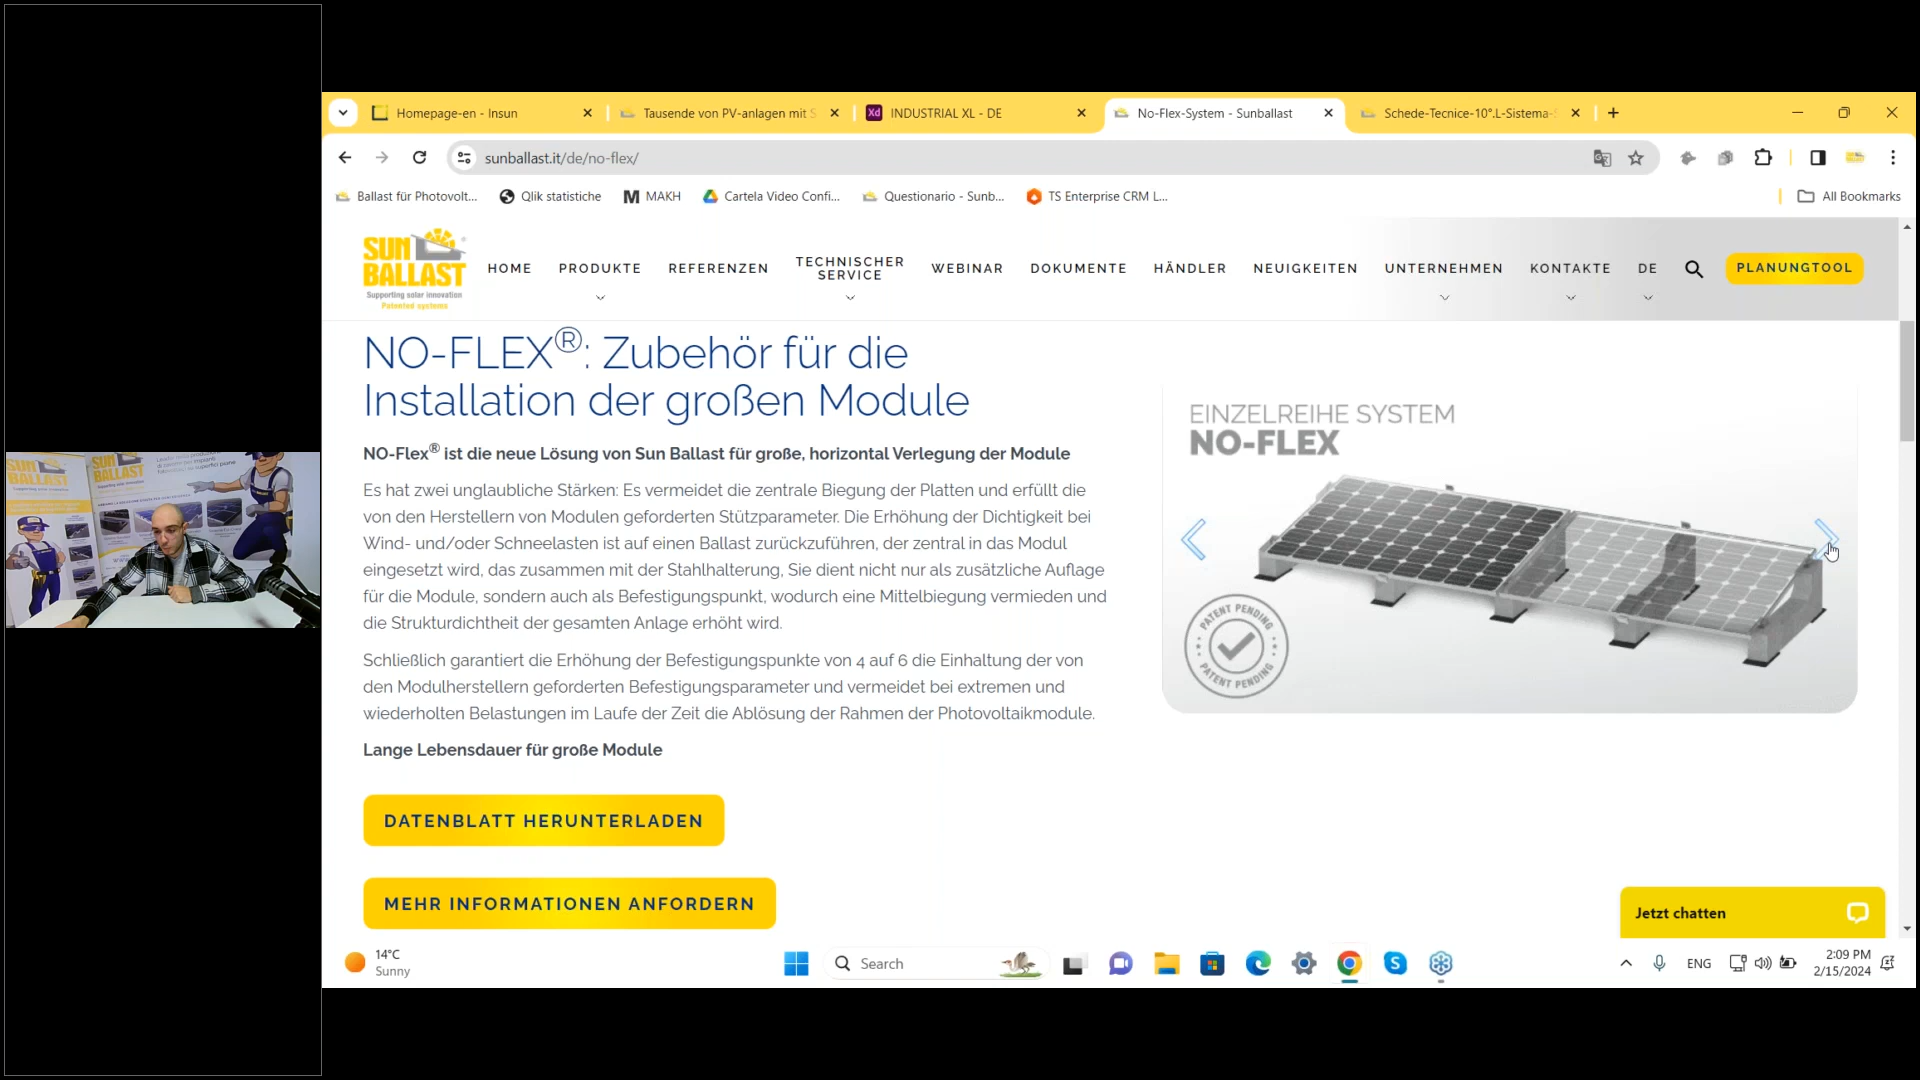 Homepage-en - Insun
Tausende von PV-anlagen mit S
INDUSTRIAL XL - DE
No-Flex-System - Sunballast
Schede-Tecnice-10°.L-Sistema-S
sunballast.it/de/no-flex/
Ballast für Photovolt...
Qlik statistiche
MAKH
Cartela Video Confi...
Questionario - Sunb...
TS Enterprise CRM L...
All Bookmarks
SUN
BALLAST
Supporting solar innovation
Patented systems
HOME
PRODUKTE
REFERENZEN
TECHNISCHER
SERVICE
WEBINAR
DOKUMENTE
HÄNDLER
NEUIGKEITEN
UNTERNEHMEN
KONTAKTE
DE
PLANUNGTOOL
NO-FLEX®: Zubehör für die
Installation der großen Module
NO-Flex® ist die neue Lösung von Sun Ballast für große, horizontal Verlegung der Module
Es hat zwei unglaubliche Stärken: Es vermeidet die zentrale Biegung der Platten und erfüllt die
von den Herstellern von Modulen geforderten Stützparameter. Die Erhöhung der Dichtigkeit bei
Wind- und/oder Schneelasten ist auf einen Ballast zurückzuführen, der zentral in das Modul
eingesetzt wird, das zusammen mit der Stahlhalterung, Sie dient nicht nur als zusätzliche Auflage
für die Module, sondern auch als Befestigungspunkt, wodurch eine Mittelbiegung vermieden und
die Strukturdichtheit der gesamten Anlage erhöht wird.
Schließlich garantiert die Erhöhung der Befestigungspunkte von 4 auf 6 die Einhaltung der von
den Modulherstellern geforderten Befestigungsparameter und vermeidet bei extremen und
wiederholten Belastungen im Laufe der Zeit die Ablösung der Rahmen der Photovoltaikmodule.
Lange Lebensdauer für große Module
DATENBLATT HERUNTERLADEN
MEHR INFORMATIONEN ANFORDERN
EINZELREIHE SYSTEM
NO-FLEX
PATENT PENDING
PATENT PENDING
Jetzt chatten
SUN
BALLAST
SUN
BALLAST
14°C
Sunny
Search
ENG
2:09 PM
2/15/2024